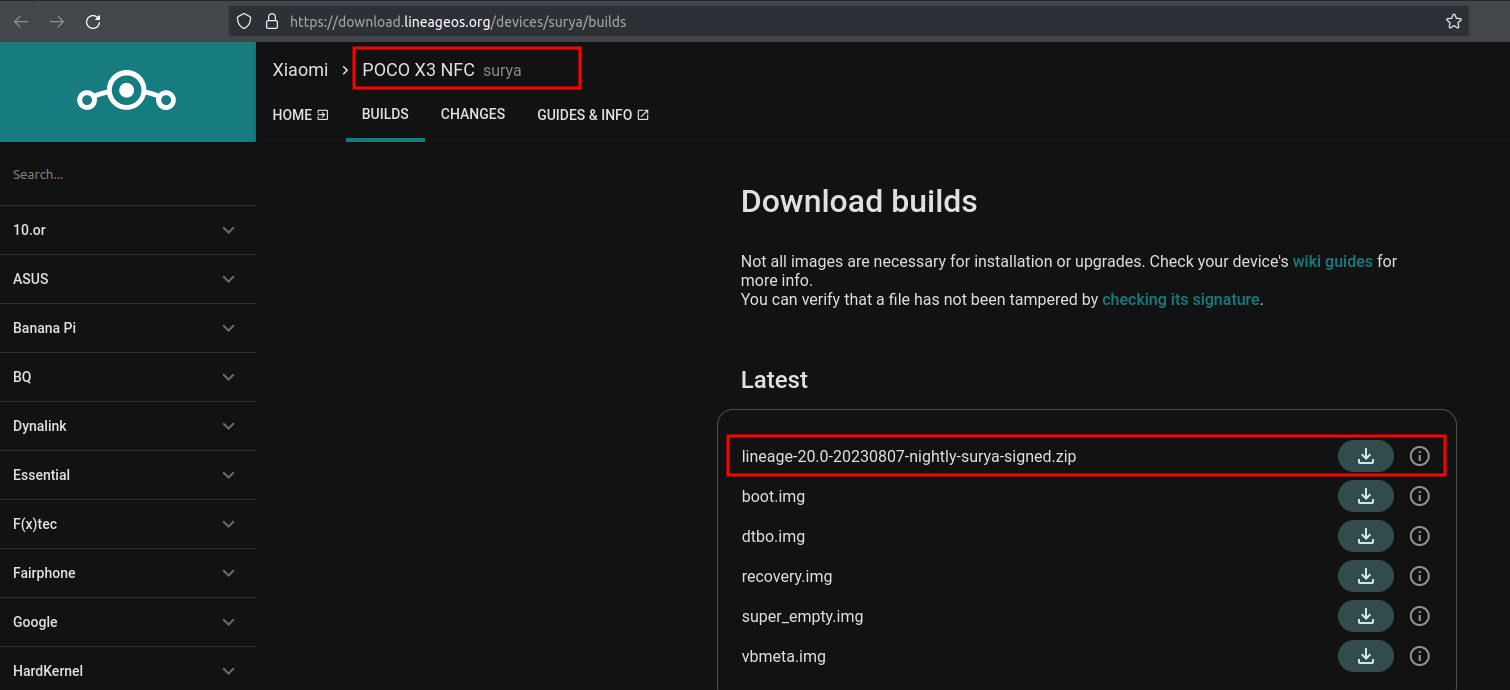 https://download.lineageos.org/devices/surya/builds
Xiaomi > POCO X3 NFC surya
HOME BUILDS CHANGES GUIDES & INFO
Search...
10.or
ASUS
Banana Pi
BQ
Dynalink
Essential
F(x)tec
Fairphone
Google
HardKernel
Download builds
Not all images are necessary for installation or upgrades. Check your device's wiki guides for
more info.
You can verify that a file has not been tampered by checking its signature.
Latest
lineage-20.0-20230807-nightly-surya-signed.zip
boot.img
dtbo.img
recovery.img
super_empty.img
vbmeta.img